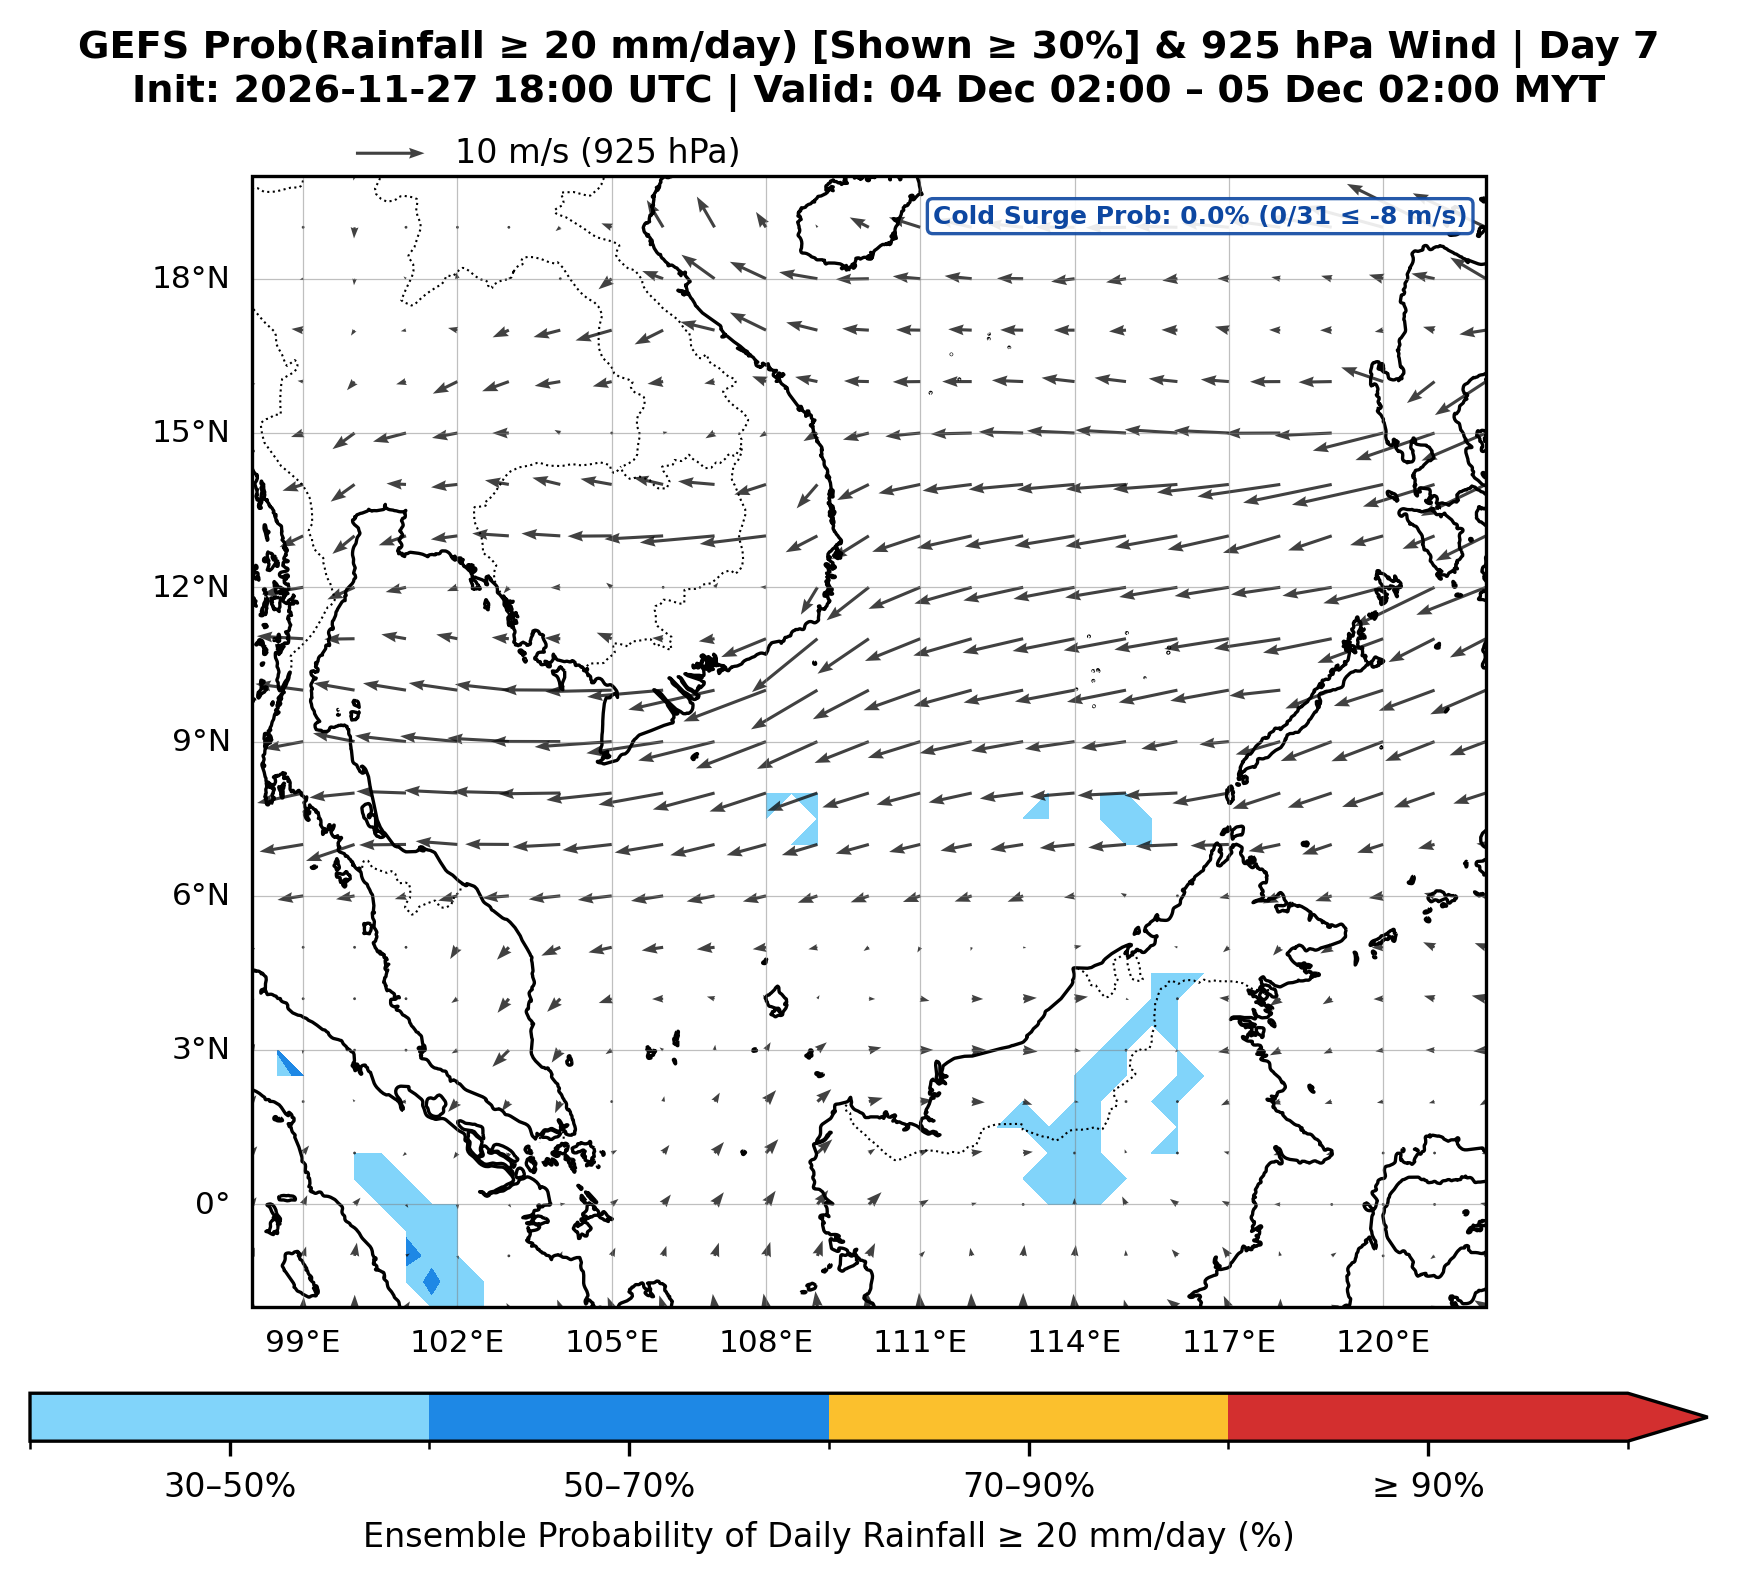 GEFS Prob(Rainfall ≥ 20 mm/day) [Shown ≥ 30%] & 925 hPa Wind | Day 7
Init: 2026-11-27 18:00 UTC | Valid: 04 Dec 02:00 – 05 Dec 02:00 MYT
10 m/s (925 hPa)
Cold Surge Prob: 0.0% (0/31 ≤ -8 m/s)
18°N
15°N
12°N
9°N
6°N
3°N
0°
99°E 102°E 105°E 108°E 111°E 114°E 117°E 120°E
30–50% 50–70% 70–90% ≥ 90%
Ensemble Probability of Daily Rainfall ≥ 20 mm/day (%)